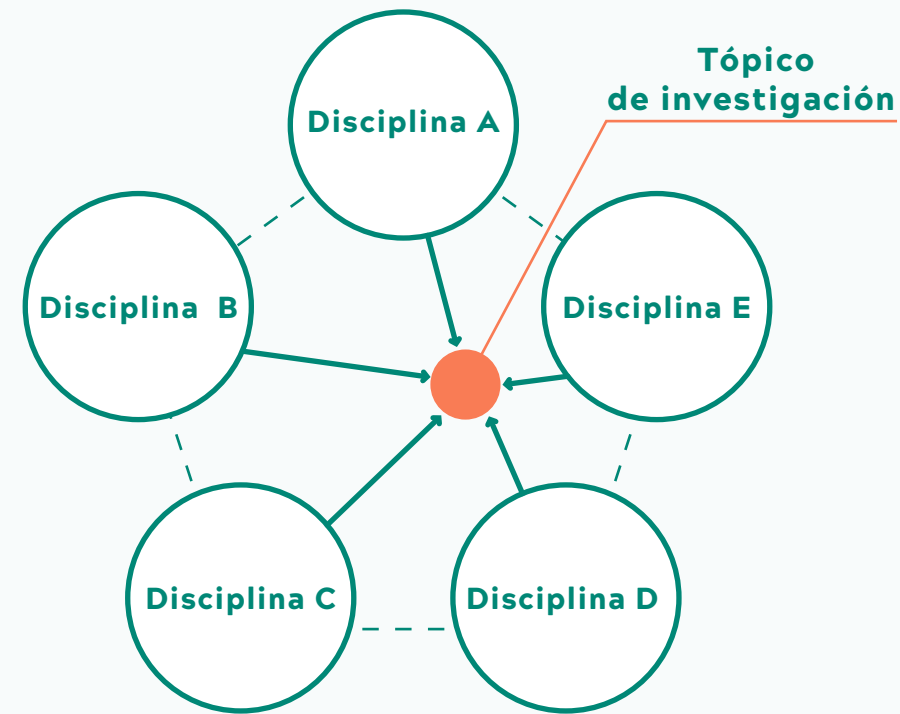 Tópico
de investigación
Disciplina A
Disciplina B
Disciplina E
Disciplina C
Disciplina D